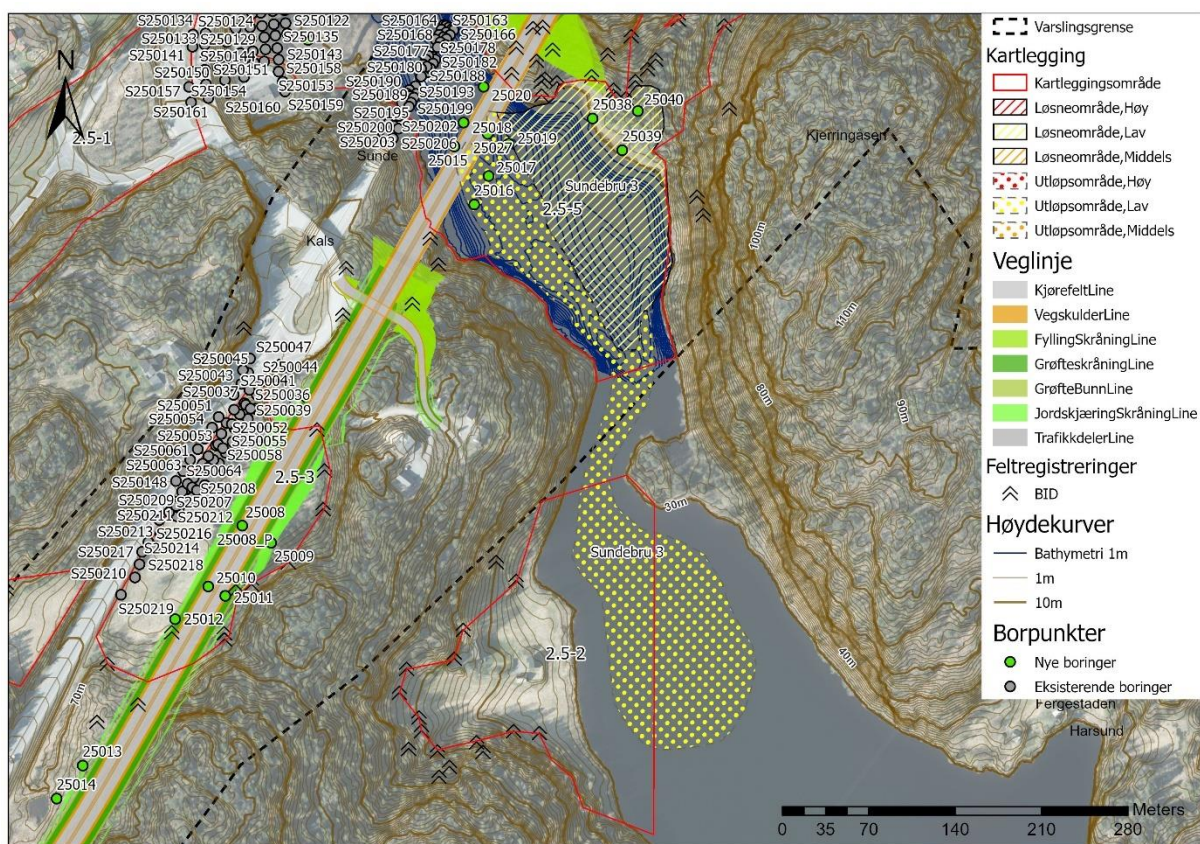 S250134
S250124
S250122
S250133
S250129
S250135
S250141
S250144
S250143
S250150
S250151
S250158
S250157
S250154
S250153
S250161
S250160
S250159
N
2.5-1
S250164
S250163
S250168
S250166
S250177
S250178
S250180
S250182
S250190
S250188
S250189
S250193
S250195
S250199
S250200
S250202
S250203
S250206
Sunde
25020
25018
25019
25027
25015
25017
25016
25038
25040
25039
Sundebru 3
2.5-5
Kjerringåsen
100m
110m
80m
90m
Kals
S250047
S250045
S250044
S250043
S250041
S250037
S250036
S250051
S250039
S250054
S250052
S250053
S250055
S250061
S250058
S250063
S250064
S250148
S250208
S250209
S250207
S250212
S250213
S250216
S250217
S250214
S250218
S250210
S250219
2.5-3
25008
25008_P
25009
25010
25011
25012
70m
25013
25014
30m
Sundebru 3
2.5-2
40m
Fergestaden
Harsund
Meters
0 35 70 140 210 280
Varslingsgrense
Kartlegging
Kartleggingsområde
Løsneområde,Høy
Løsneområde,Lav
Løsneområde,Middels
Utløpsområde,Høy
Utløpsområde,Lav
Utløpsområde,Middels
Veglinje
KjørefeltLine
VegskulderLine
FyllingSkråningLine
GrøfteskråningLine
GrøfteBunnLine
JordskjæringSkråningLine
TrafikkdelerLine
Feltregistreringer
BID
Høydekurver
Bathymetri 1m
1m
10m
Borpunkter
Nye boringer
Eksisterende boringer